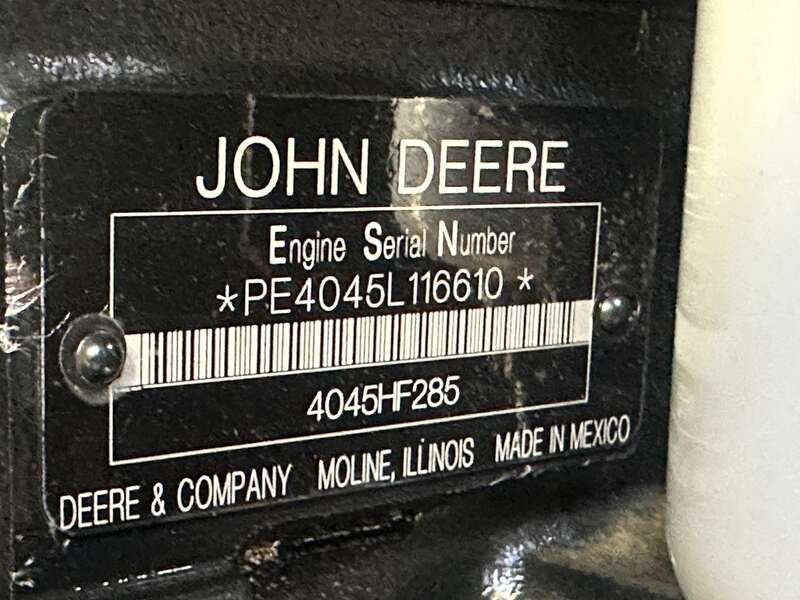 JOHN DEERE
Engine Serial Number
*PE4045L116610*
4045HF285
DEERE & COMPANY MOLINE, ILLINOIS MADE IN MEXICO